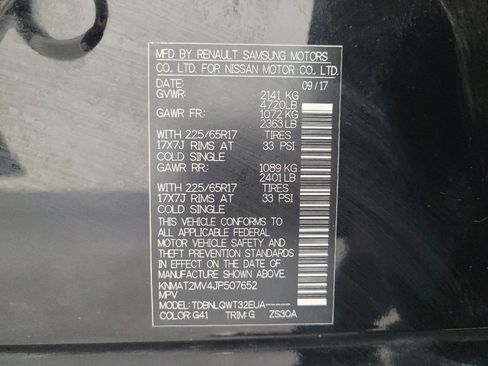 MFD BY RENAULT SAMSUNG MOTORS
CO., LTD. FOR NISSAN MOTOR CO., LTD.
DATE: 09/17
GVWR: 2141 KG
4720LB
GAWR FR: 1072 KG
2363LB
WITH 225/65R17 TIRES
17X7J RIMS AT 33 PSI
COLD SINGLE
GAWR RR: 1089 KG
2401LB
WITH 225/65R17 TIRES
17X7J RIMS AT 33 PSI
COLD SINGLE
THIS VEHICLE CONFORMS TO
ALL APPLICABLE FEDERAL
MOTOR VEHICLE SAFETY AND
THEFT PREVENTION STANDARDS
IN EFFECT ON THE DATE OF
MANUFACTURE SHOWN ABOVE.
KNMAT2MV4JP507652
MPV
MODEL: TDBNLQWT32EUA------
COLOR: G41 TRIM: G ZS30A